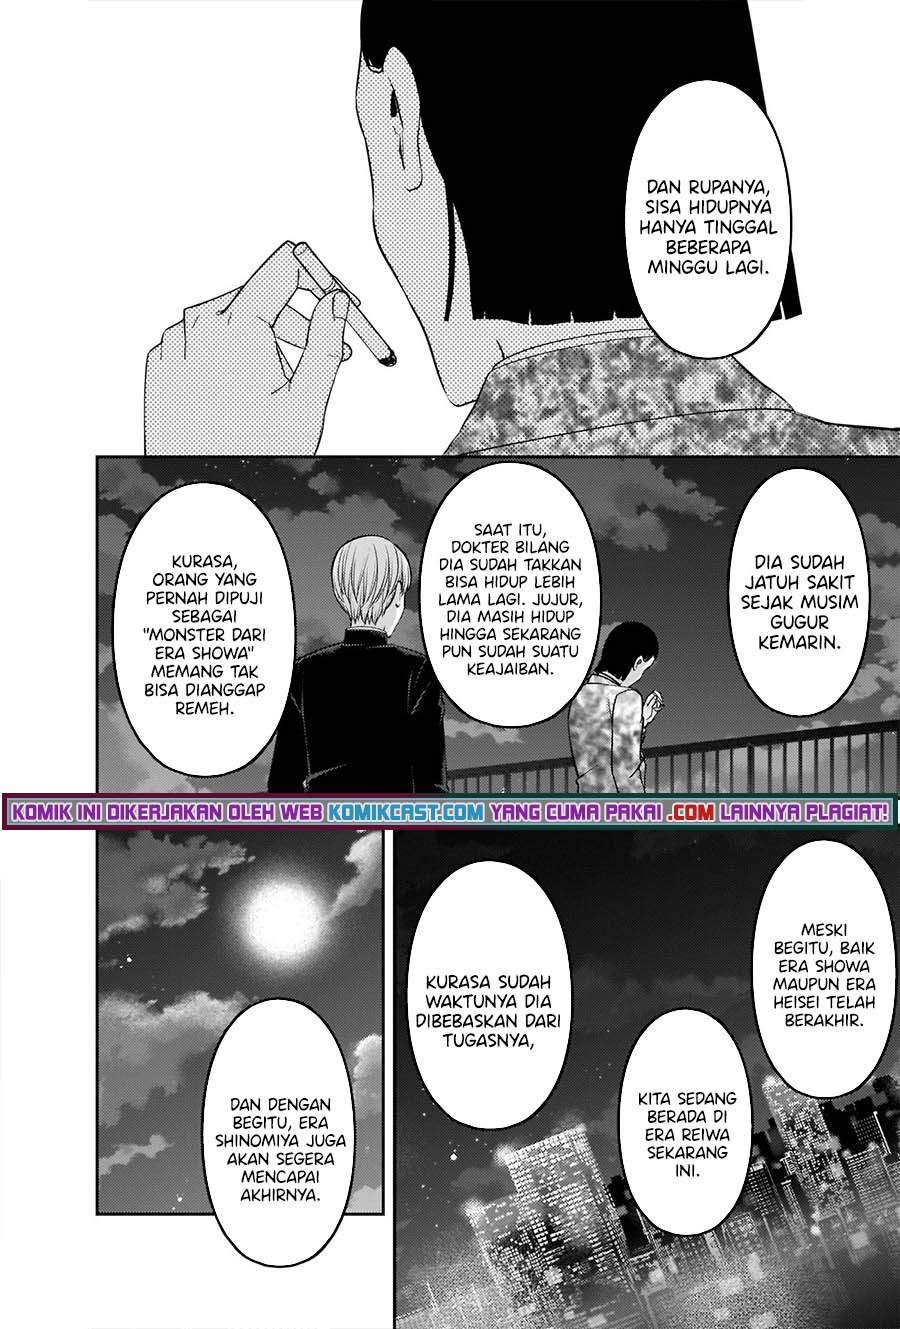 DAN RUPANYA,
SISA HIDUPNYA
HANYA TINGGAL
BEBERAPA
MINGGU LAGI.
DIA SUDAH
JATUH SAKIT
SEJAK MUSIM
GUGUR
KEMARIN.
SAAT ITU,
DOKTER BILANG
DIA SUDAH TAKKAN
BISA HIDUP LEBIH
LAMA LAGI. JUJUR,
DIA MASIH HIDUP
HINGGA SEKARANG
PUN SUDAH SUATU
KEAJAIBAN.
KURASA,
ORANG YANG
PERNAH DIPUJI
SEBAGAI
"MONSTER DARI
ERA SHOWA"
MEMANG TAK
BISA DIANGGAP
REMEH.
KOMIK INI DIKERJAKAN OLEH WEB KOMIKCAST.COM YANG CUMA PAKAI .COM LAINNYA PLAGIAT!
MESKI
BEGITU, BAIK
ERA SHOWA
MAUPUN ERA
HEISEI TELAH
BERAKHIR.
KITA SEDANG
BERADA DI
ERA REIWA
SEKARANG
INI.
KURASA SUDAH
WAKTUNYA DIA
DIBEBASKAN DARI
TUGASNYA,
DAN DENGAN
BEGITU, ERA
SHINOMIYA JUGA
AKAN SEGERA
MENCAPAI
AKHIRNYA.